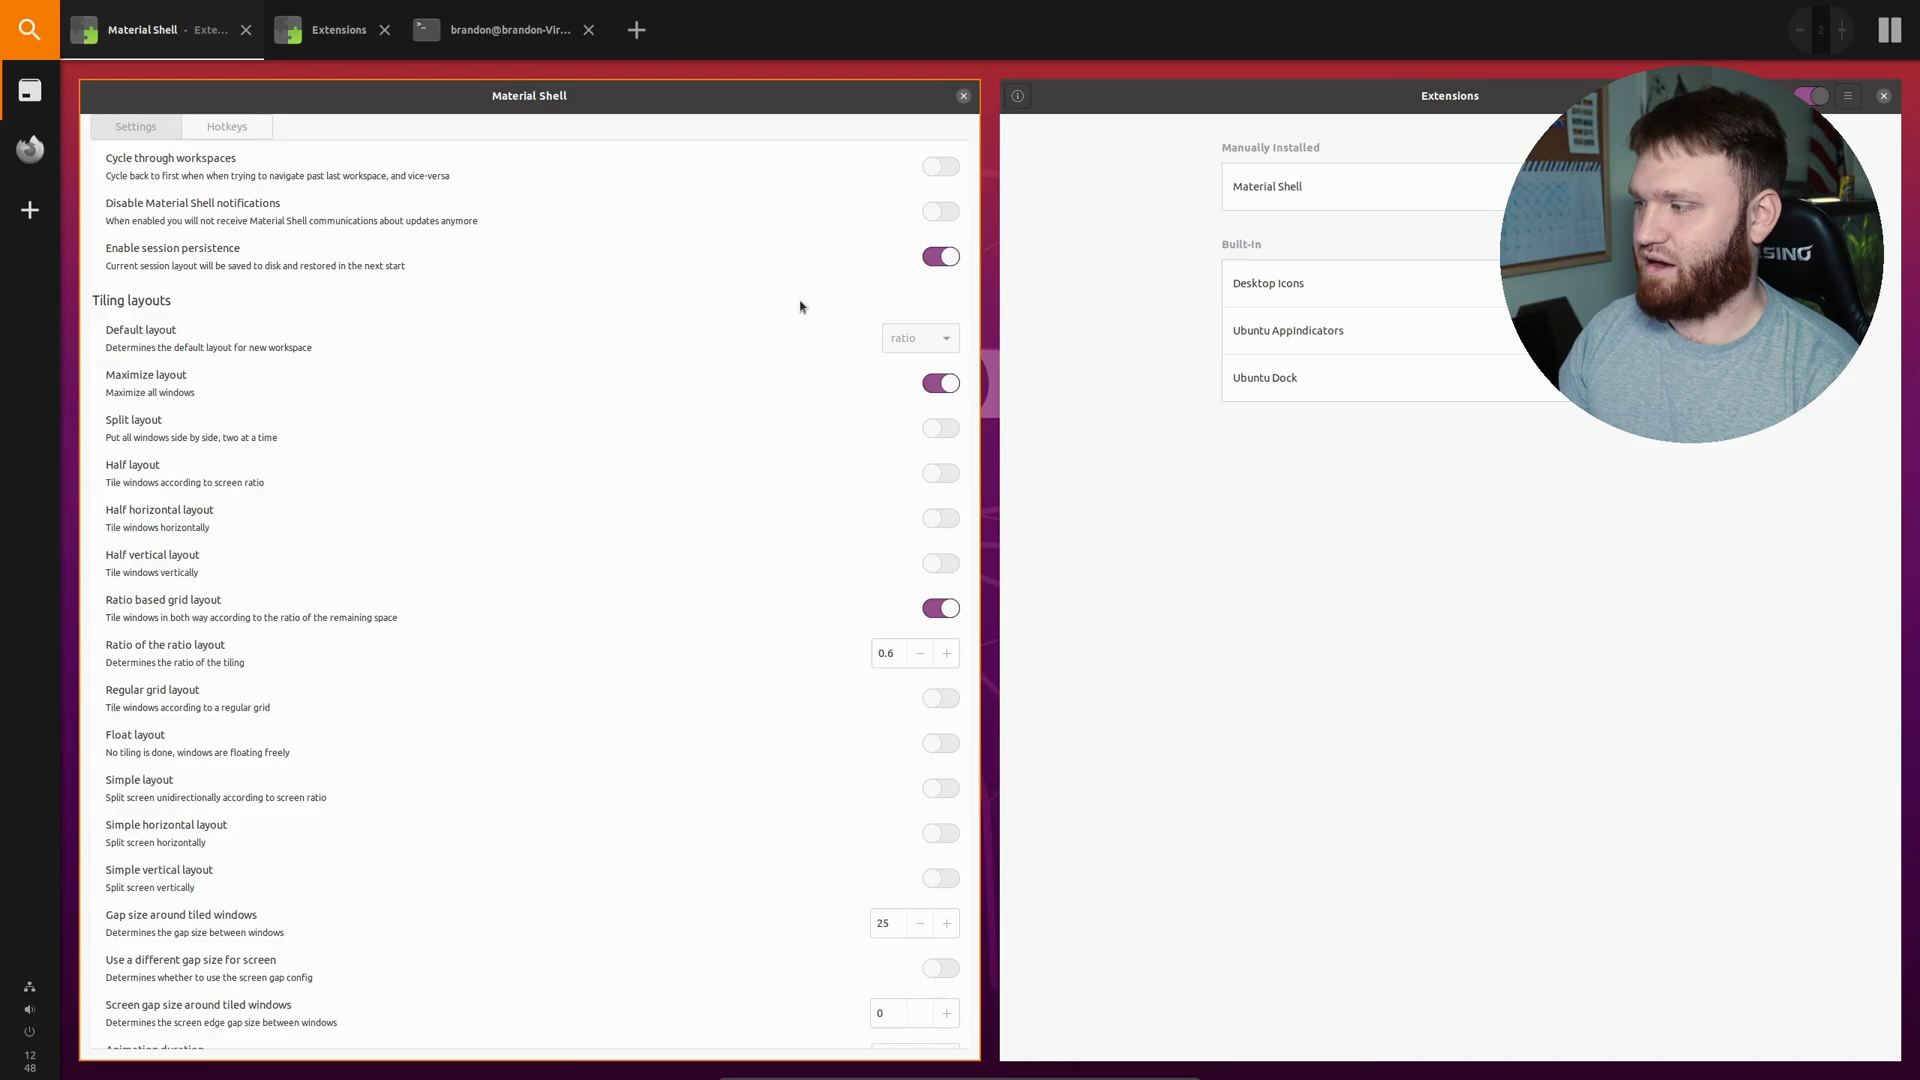 Material Shell - Exte...
Extensions
brandon@brandon-Vir...
2
Material Shell
Settings
Hotkeys
Cycle through workspaces
Cycle back to first when when trying to navigate past last workspace, and vice-versa
Disable Material Shell notifications
When enabled you will not receive Material Shell communications about updates anymore
Enable session persistence
Current session layout will be saved to disk and restored in the next start
Tiling layouts
Default layout
Determines the default layout for new workspace
ratio
Maximize layout
Maximize all windows
Split layout
Put all windows side by side, two at a time
Half layout
Tile windows according to screen ratio
Half horizontal layout
Tile windows horizontally
Half vertical layout
Tile windows vertically
Ratio based grid layout
Tile windows in both way according to the ratio of the remaining space
Ratio of the ratio layout
Determines the ratio of the tiling
0.6
Regular grid layout
Tile windows according to a regular grid
Float layout
No tiling is done, windows are floating freely
Simple layout
Split screen unidirectionally according to screen ratio
Simple horizontal layout
Split screen horizontally
Simple vertical layout
Split screen vertically
Gap size around tiled windows
Determines the gap size between windows
25
Use a different gap size for screen
Determines whether to use the screen gap config
Screen gap size around tiled windows
Determines the screen edge gap size between windows
0
Extensions
Manually Installed
Material Shell
Built-In
Desktop Icons
Ubuntu AppIndicators
Ubuntu Dock
12
48